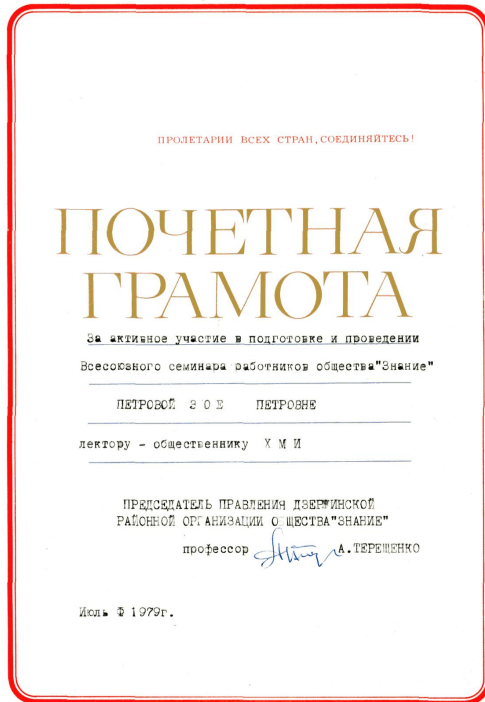 ПРОЛЕТАРИИ ВСЕХ СТРАН, СОЕДИНЯЙТЕСЬ!
ПОЧЕТНАЯ
ГРАМОТА
За активное участие в подготовке и проведении
Всесоюзного семинара работников общества"Знание"
ПЕТРОВОЙ ЗОЕ ПЕТРОВНЕ
лектору - общественнику Х М И
ПРЕДСЕДАТЕЛЬ ПРАВЛЕНИЯ ДЗЕРЖИНСКОЙ
РАЙОННОЙ ОРГАНИЗАЦИИ ОБЩЕСТВА"ЗНАНИЕ"
профессор А.ТЕРЕЩЕНКО
Июль Ф 1979г.